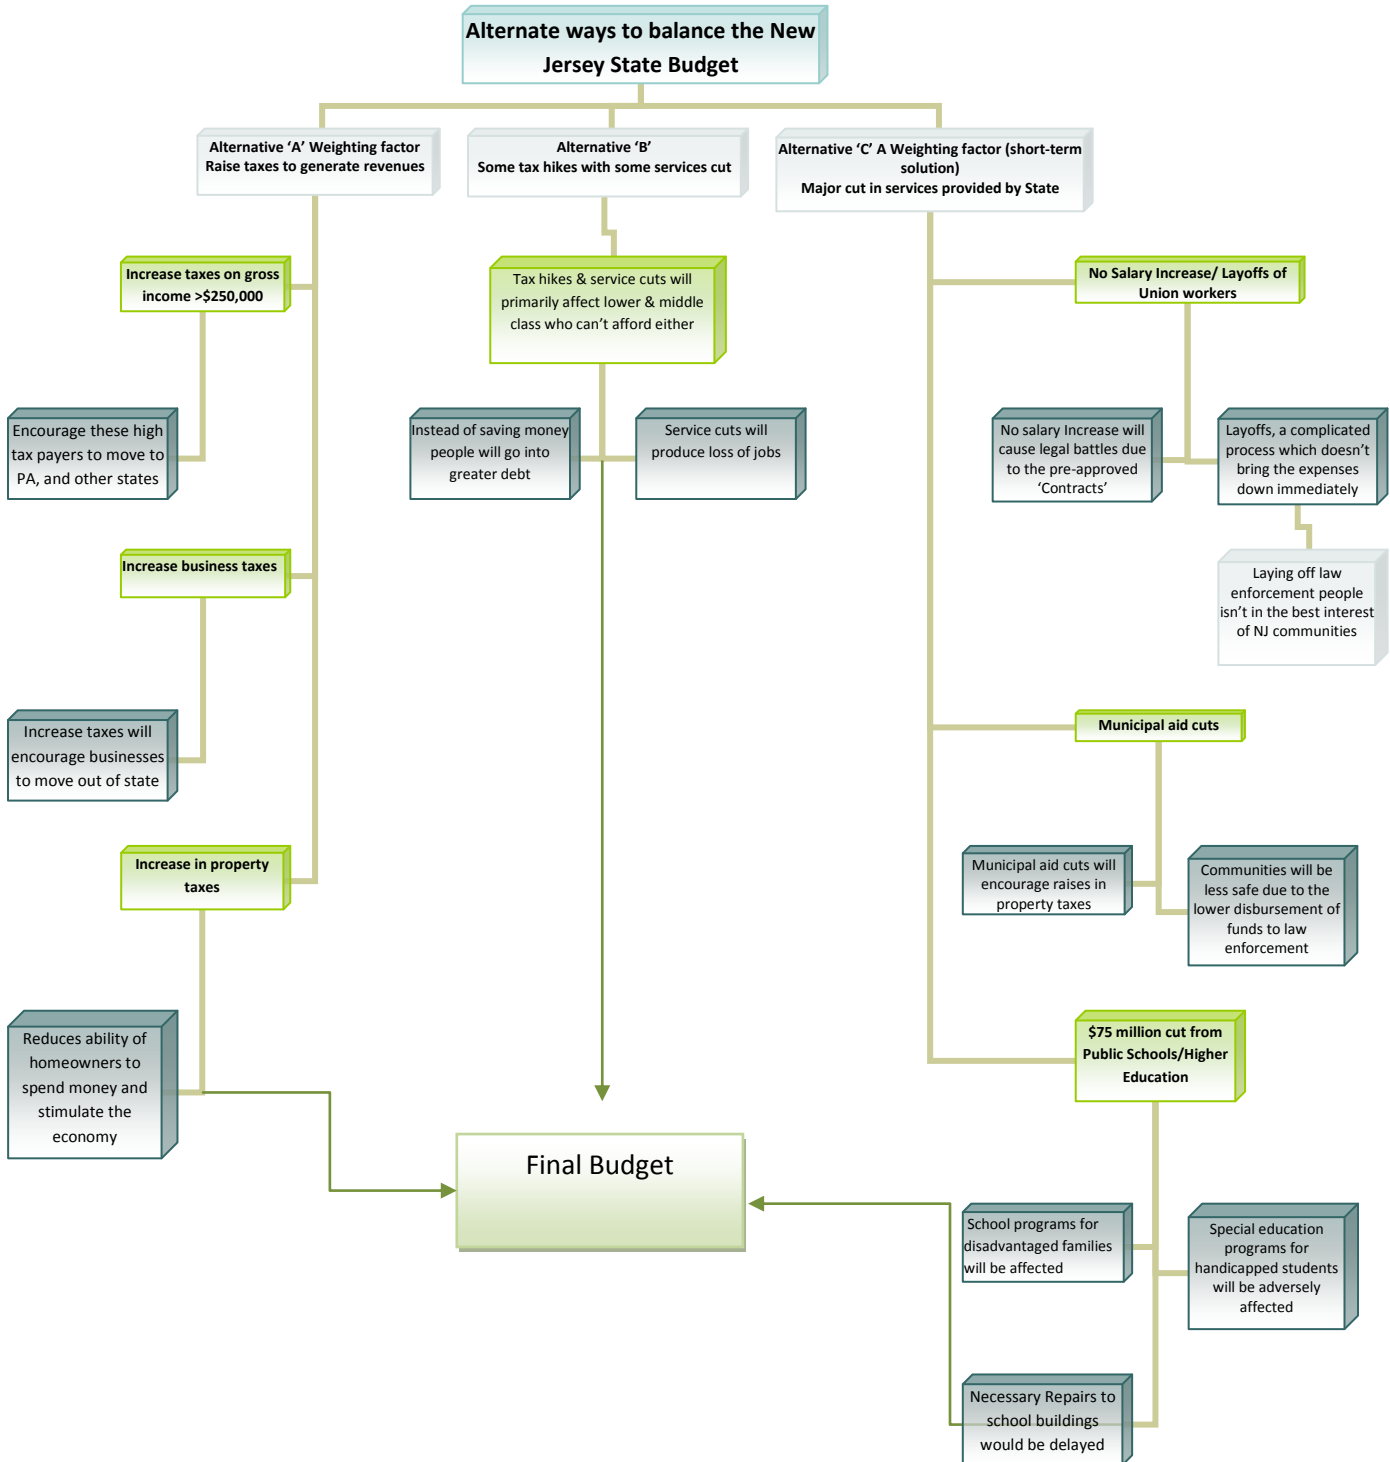 Alternate ways to balance the New
Jersey State Budget
Alternative ‘A’ Weighting factor
Raise taxes to generate revenues
Alternative ‘B’
Some tax hikes with some services cut
Alternative ‘C’ A Weighting factor (short-term
solution)
Major cut in services provided by State
Increase taxes on gross
income >$250,000
Encourage these high
tax payers to move to
PA, and other states
Increase business taxes
Increase taxes will
encourage businesses
to move out of state
Increase in property
taxes
Reduces ability of
homeowners to
spend money and
stimulate the
economy
Tax hikes & service cuts will
primarily affect lower & middle
class who can’t afford either
Instead of saving money
people will go into
greater debt
Service cuts will
produce loss of jobs
No Salary Increase/ Layoffs of
Union workers
No salary Increase will
cause legal battles due
to the pre-approved
‘Contracts’
Layoffs, a complicated
process which doesn’t
bring the expenses
down immediately
Laying off law
enforcement people
isn’t in the best interest
of NJ communities
Municipal aid cuts
Municipal aid cuts will
encourage raises in
property taxes
Communities will be
less safe due to the
lower disbursement of
funds to law
enforcement
$75 million cut from
Public Schools/Higher
Education
School programs for
disadvantaged families
will be affected
Special education
programs for
handicapped students
will be adversely
affected
Necessary Repairs to
school buildings
would be delayed
Final Budget